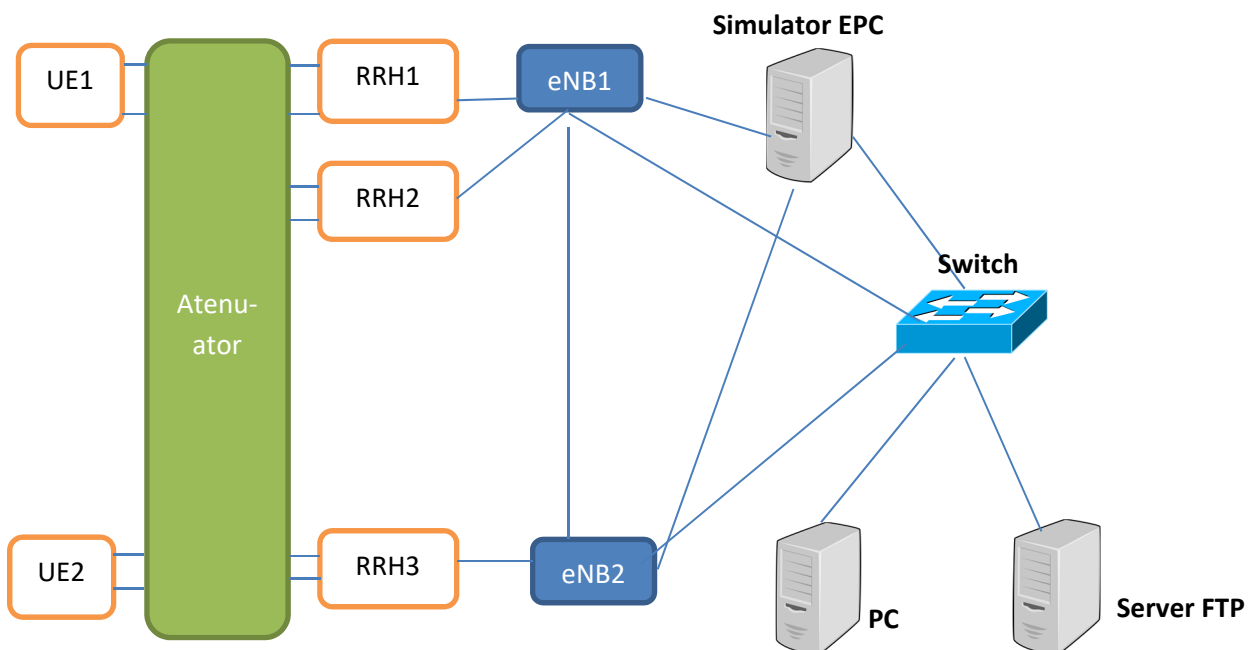 Simulator EPC
UE1
RRH1
eNB1
RRH2
Switch
Atenu-
ator
UE2
RRH3
eNB2
PC
Server FTP